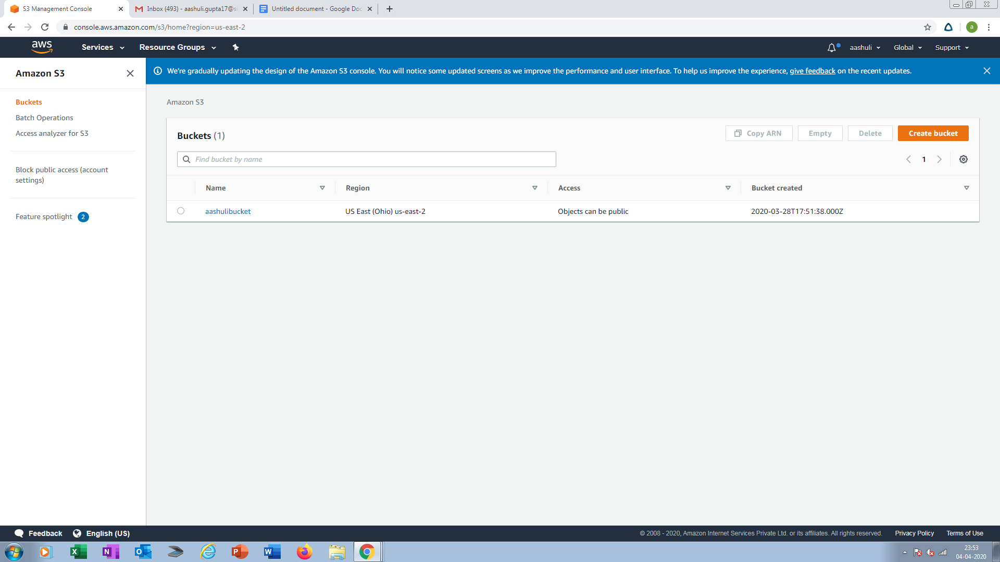 S3 Management Console
Inbox (493) - aashuli.gupta17@si
Untitled document - Google Doc
console.aws.amazon.com/s3/home?region=us-east-2
a
aws
Services
Resource Groups
aashuli
Global
Support
Amazon S3
We're gradually updating the design of the Amazon S3 console. You will notice some updated screens as we improve the performance and user interface. To help us improve the experience, give feedback on the recent updates.
Buckets
Batch Operations
Access analyzer for S3
Block public access (account
settings)
Feature spotlight 2
Amazon S3
Buckets (1)
Copy ARN
Empty
Delete
Create bucket
Find bucket by name
1
Name
Region
Access
Bucket created
aashulibucket
US East (Ohio) us-east-2
Objects can be public
2020-03-28T17:51:38.000Z
Feedback
English (US)
© 2008 - 2020, Amazon Internet Services Private Ltd. or its affiliates. All rights reserved.
Privacy Policy
Terms of Use
23:53
04-04-2020